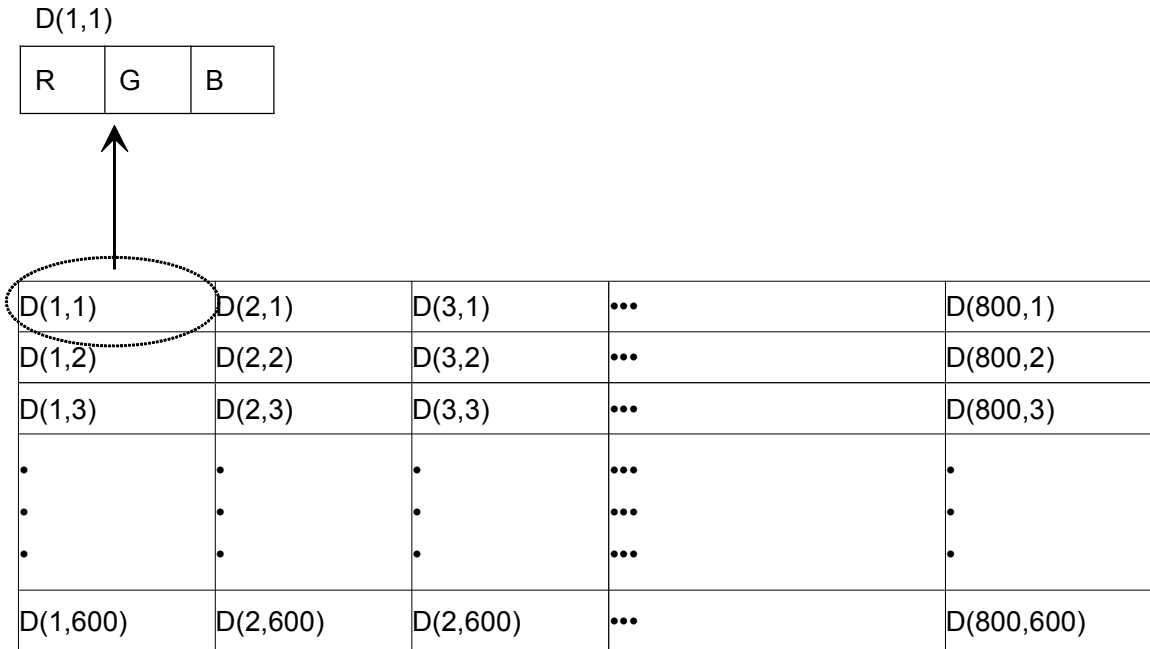 D(1,1)
R G B
D(1,1) D(2,1) D(3,1) ••• D(800,1)
D(1,2) D(2,2) D(3,2) ••• D(800,2)
D(1,3) D(2,3) D(3,3) ••• D(800,3)
• • • ••• •
• • • ••• •
• • • ••• •
D(1,600) D(2,600) D(2,600) ••• D(800,600)